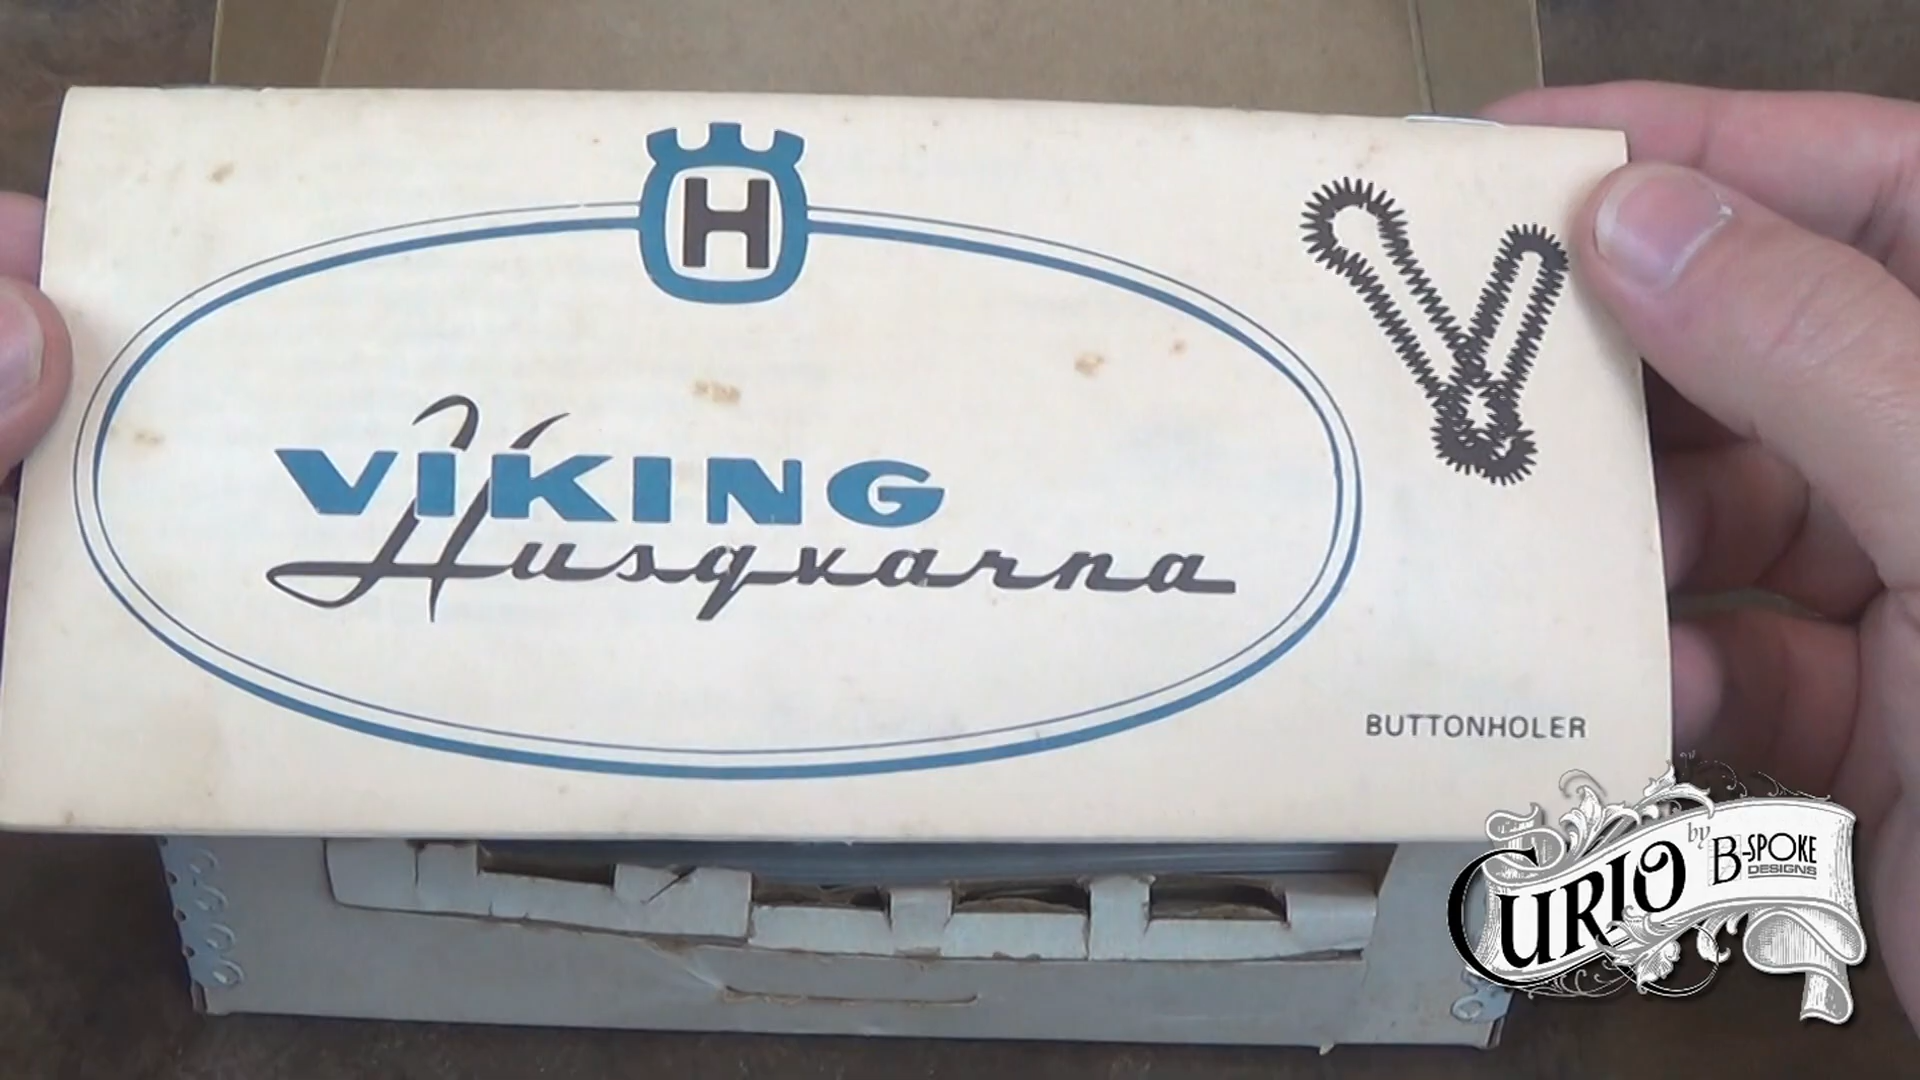 H
VIKING
Husqvarna
BUTTONHOLER
CURIO by B-SPOKE
DESIGNS